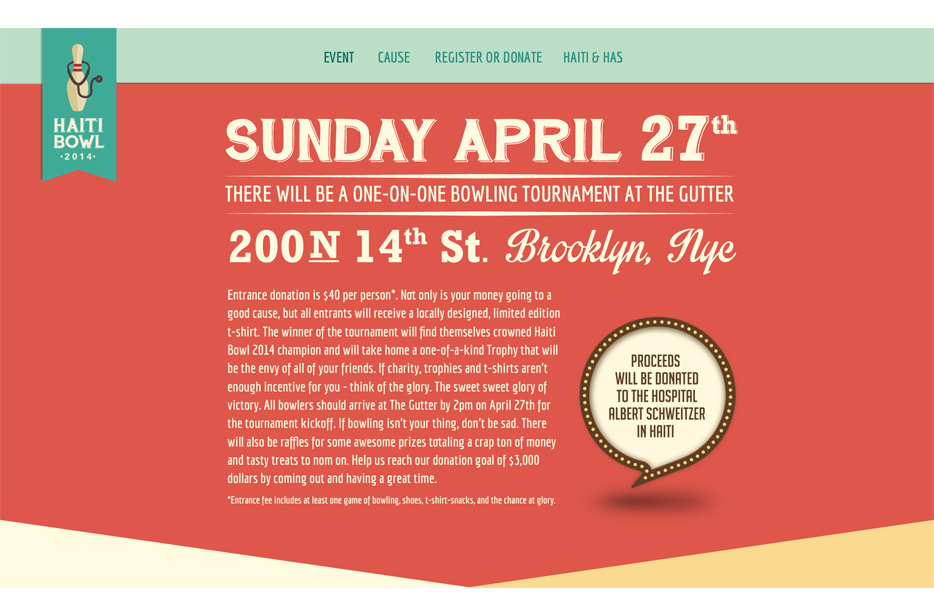 EVENT CAUSE REGISTER OR DONATE HAITI & HAS
HAITI
BOWL
•2014•
SUNDAY APRIL 27th
THERE WILL BE A ONE-ON-ONE BOWLING TOURNAMENT AT THE GUTTER
200 N 14th St. Brooklyn, Nyc
Entrance donation is $40 per person*. Not only is your money going to a
good cause, but all entrants will receive a locally designed, limited edition
t-shirt. The winner of the tournament will find themselves crowned Haiti
Bowl 2014 champion and will take home a one-of-a-kind Trophy that will
be the envy of all of your friends. If charity, trophies and t-shirts aren't
enough incentive for you - think of the glory. The sweet sweet glory of
victory. All bowlers should arrive at The Gutter by 2pm on April 27th for
the tournament kickoff. If bowling isn't your thing, don't be sad. There
will also be raffles for some awesome prizes totaling a crap ton of money
and tasty treats to nom on. Help us reach our donation goal of $3,000
dollars by coming out and having a great time.
*Entrance fee includes at least one game of bowling, shoes, t-shirt-snacks, and the chance at glory.
PROCEEDS
WILL BE DONATED
TO THE HOSPITAL
ALBERT SCHWEITZER
IN HAITI